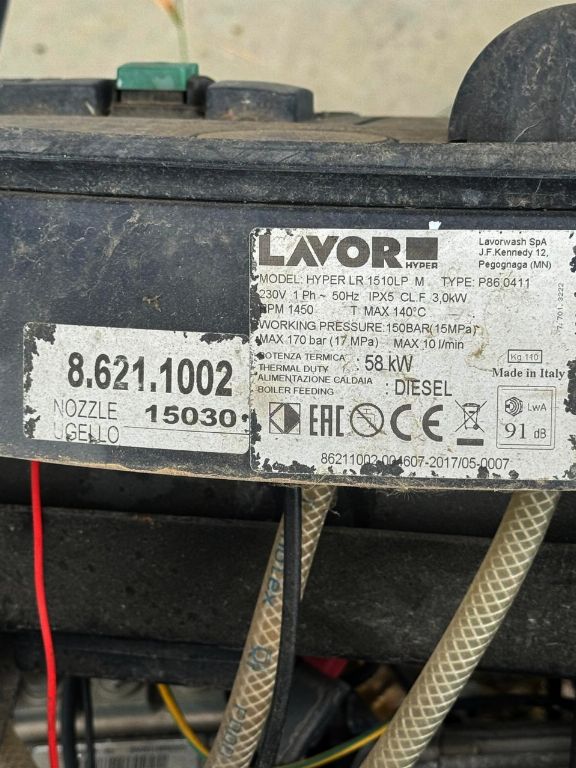 LAVOR HYPER
Lavorwash SpA
J.F.Kennedy 12,
Pegognaga (MN)
MODEL: HYPER LR 1510LP M TYPE: P86.0411
230V 1 Ph ~ 50Hz IPX5 CL.F 3,0kW
RPM 1450 T MAX 140°C
WORKING PRESSURE:150BAR(15MPa)
MAX 170 bar (17 MPa) MAX 10 l/min
POTENZA TERMICA
THERMAL DUTY : 58 kW
ALIMENTAZIONE CALDAIA
BOILER FEEDING : DIESEL
Kg 110
Made in Italy
EAC CE
LwA
91 dB
86211002-004607-2017/05-0007
8.621.1002
NOZZLE
UGELLO 15030